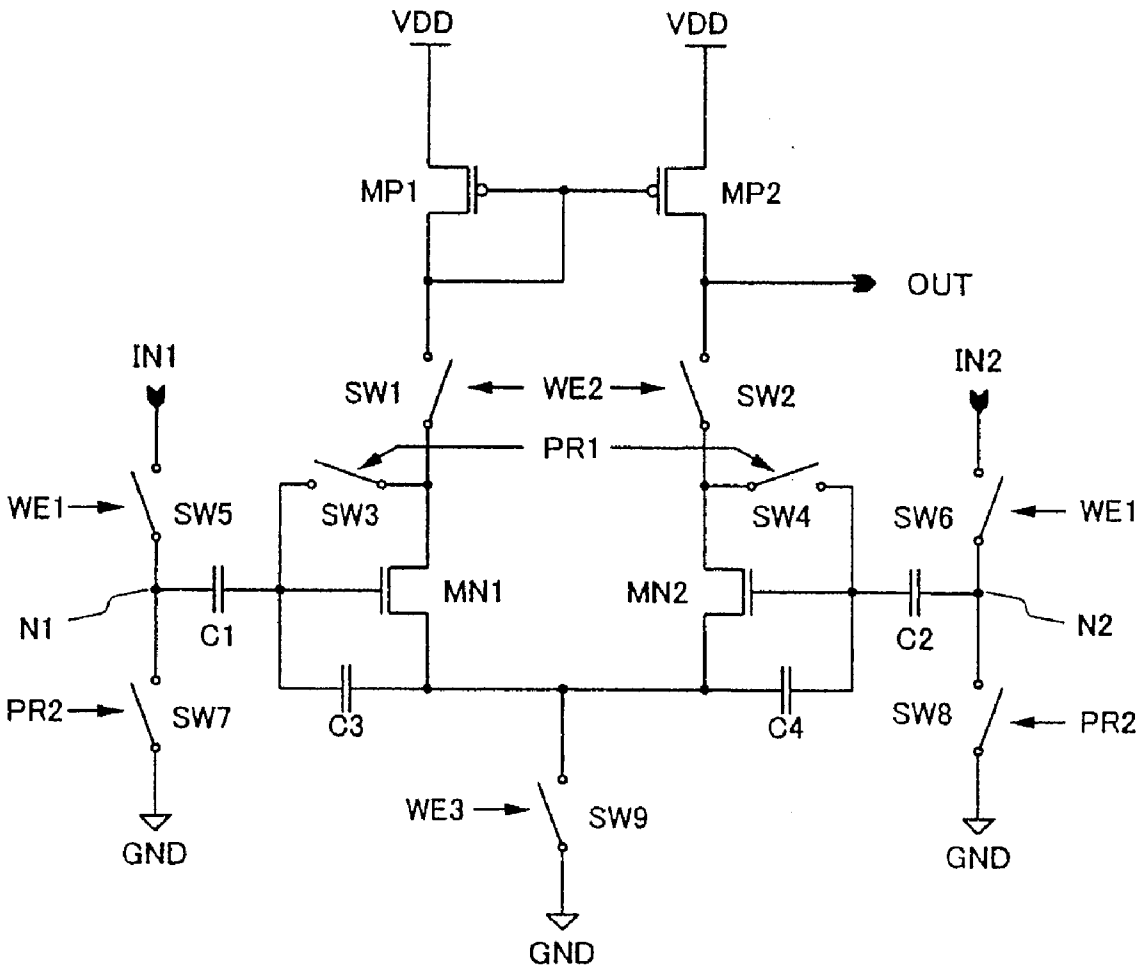 VDD VDD
MP1 MP2
OUT
IN1 IN2
SW1 WE2 SW2
PR1
WE1 SW5 SW3 SW4 SW6 WE1
MN1 MN2
N1 C1 C2 N2
PR2 SW7 C3 C4 SW8 PR2
WE3 SW9
GND GND
GND